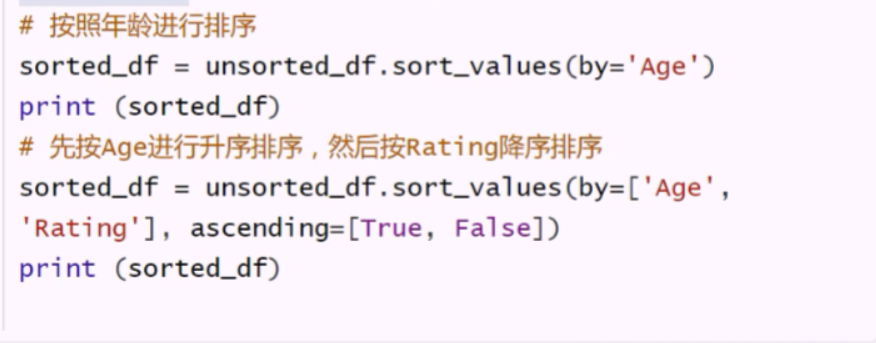 # 按照年龄进行排序
sorted_df = unsorted_df.sort_values(by='Age')
print (sorted_df)
# 先按Age进行升序排序，然后按Rating降序排序
sorted_df = unsorted_df.sort_values(by=['Age',
'Rating'], ascending=[True, False])
print (sorted_df)